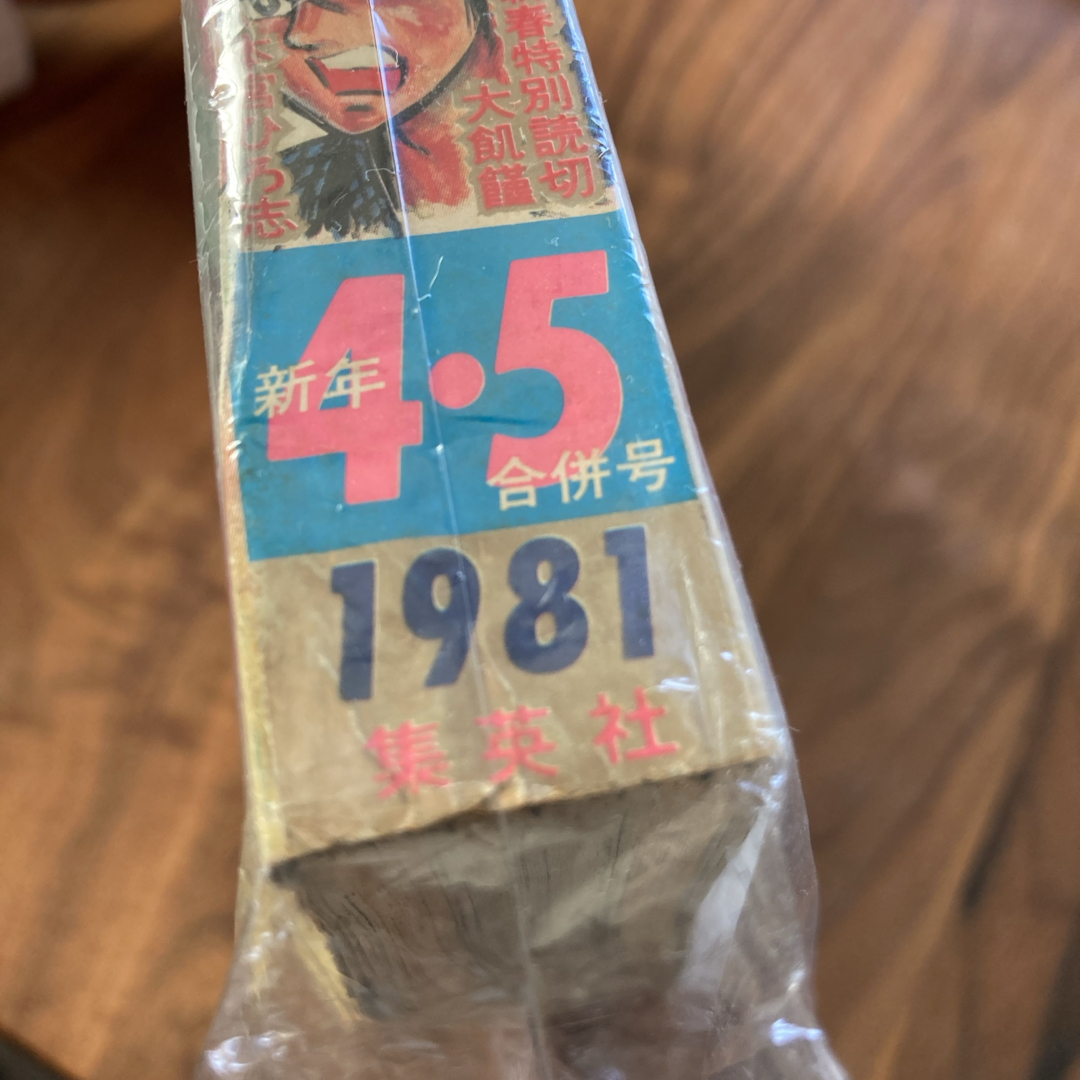 新春特別読切
大飢饉
本宮ひろ志
4・5
新年
合併号
1981
集英社